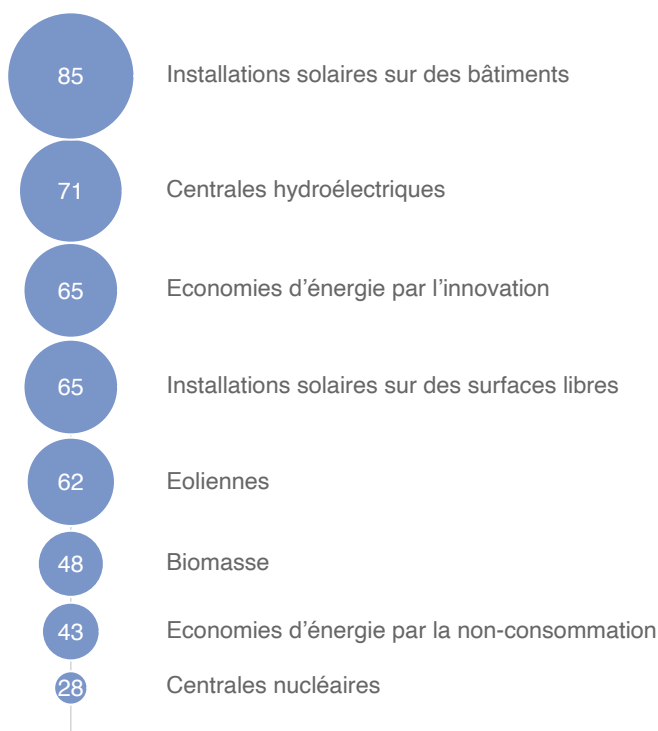 85 Installations solaires sur des bâtiments
71 Centrales hydroélectriques
65 Economies d’énergie par l’innovation
65 Installations solaires sur des surfaces libres
62 Eoliennes
48 Biomasse
43 Economies d’énergie par la non-consommation
28 Centrales nucléaires